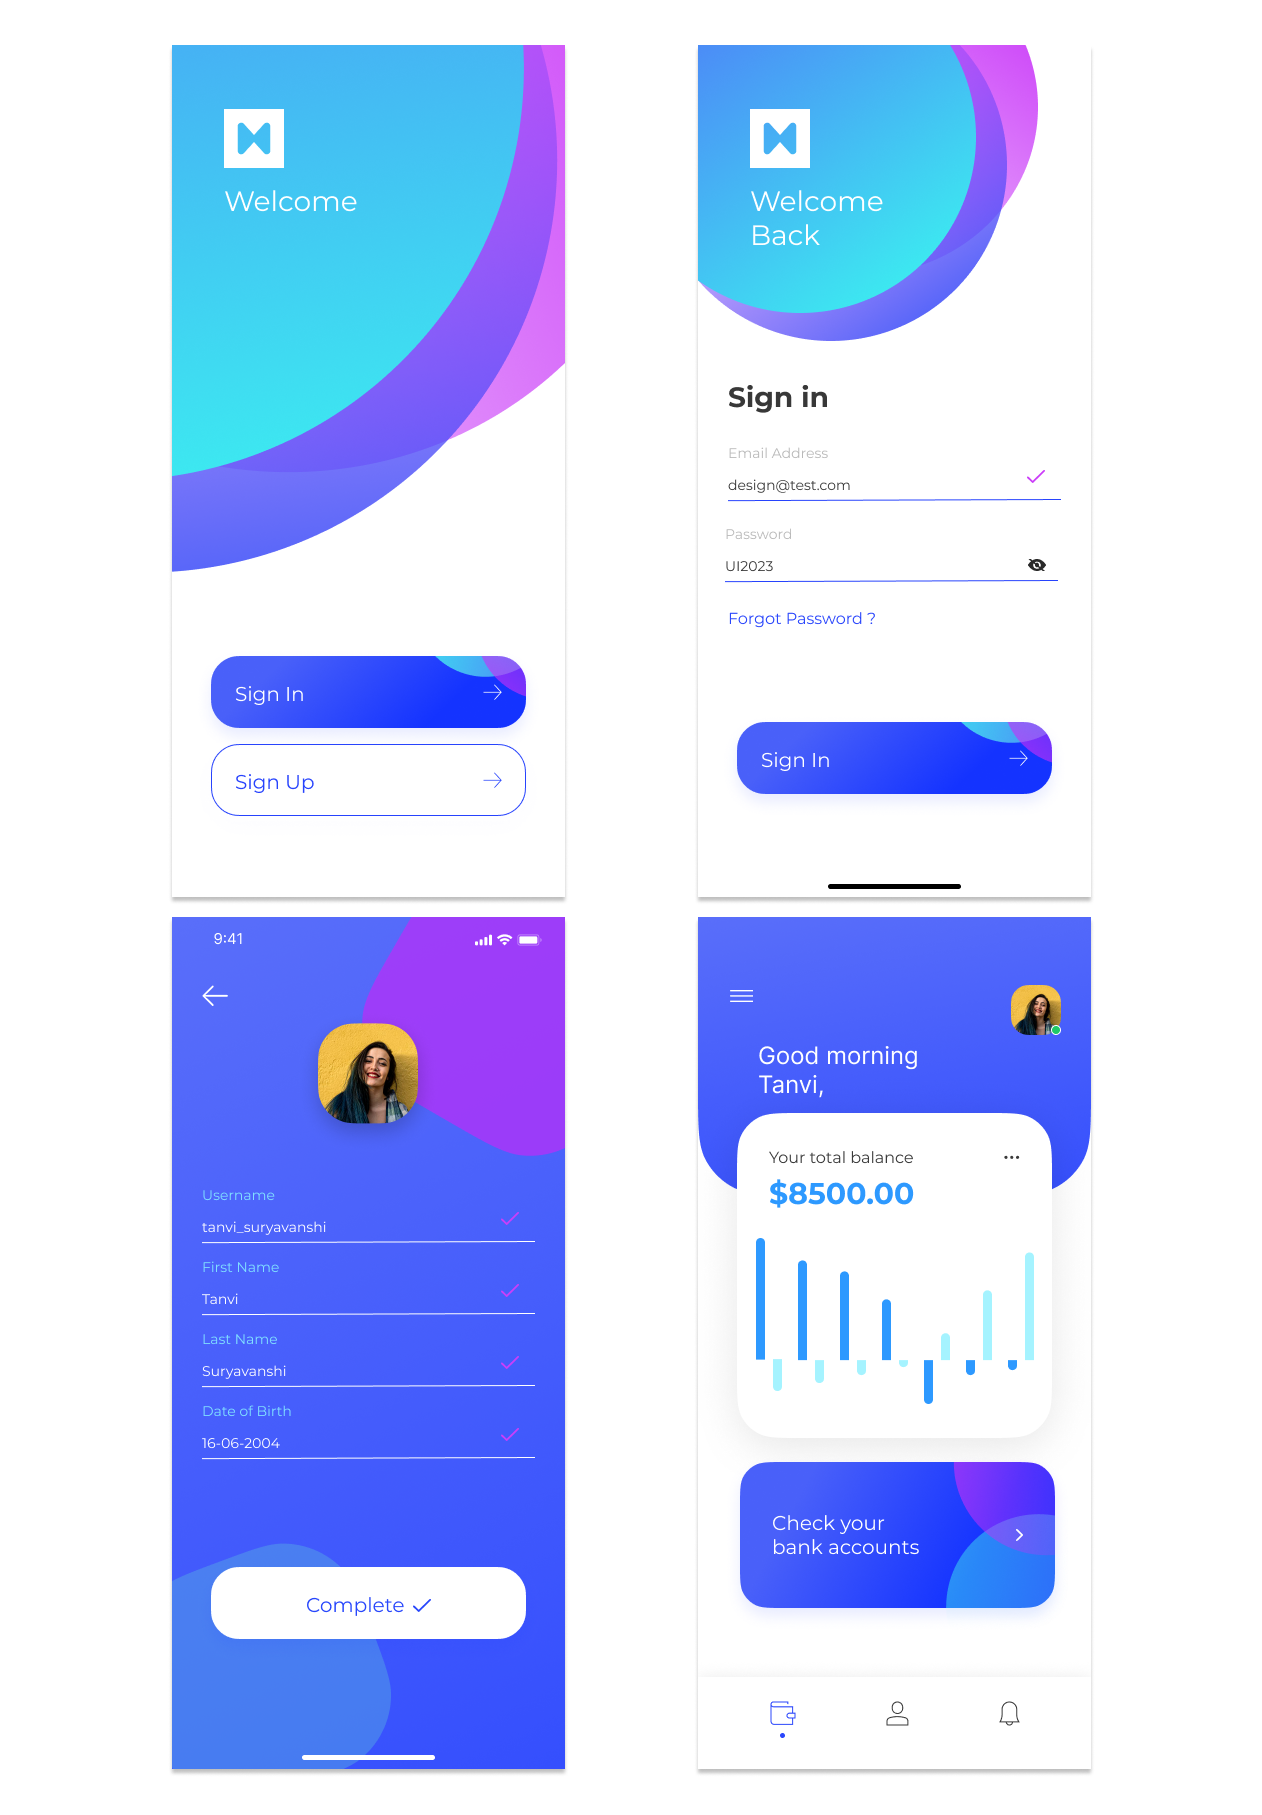 Welcome
Sign In
Sign Up
Welcome
Back
Sign in
Email Address
design@test.com
Password
UI2023
Forgot Password ?
Sign In
9:41
Username
tanvi_suryavanshi
First Name
Tanvi
Last Name
Suryavanshi
Date of Birth
16-06-2004
Complete
Good morning
Tanvi,
Your total balance
$8500.00
Check your
bank accounts